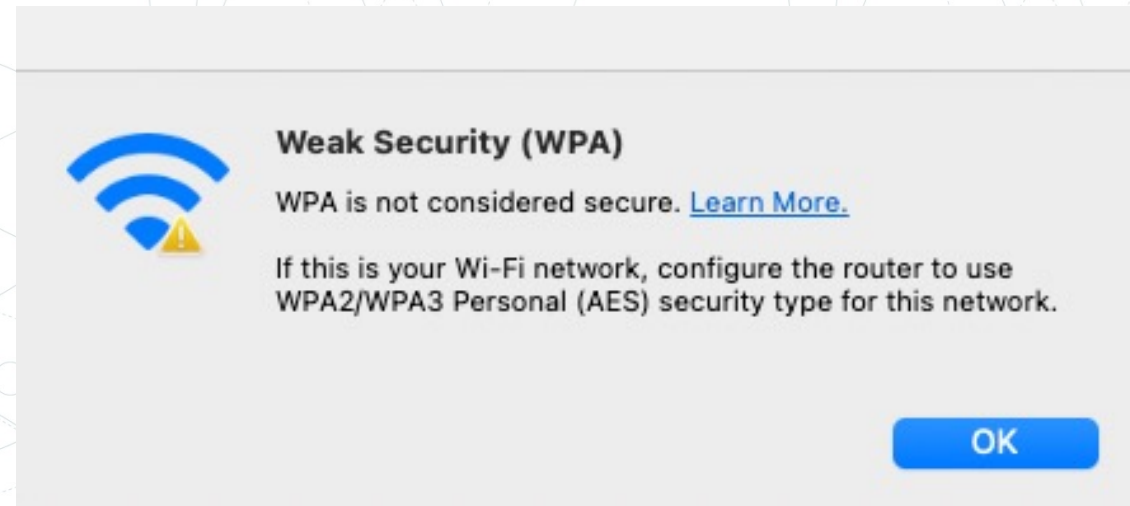 Weak Security (WPA)
WPA is not considered secure. Learn More.
If this is your Wi-Fi network, configure the router to use
WPA2/WPA3 Personal (AES) security type for this network.
OK